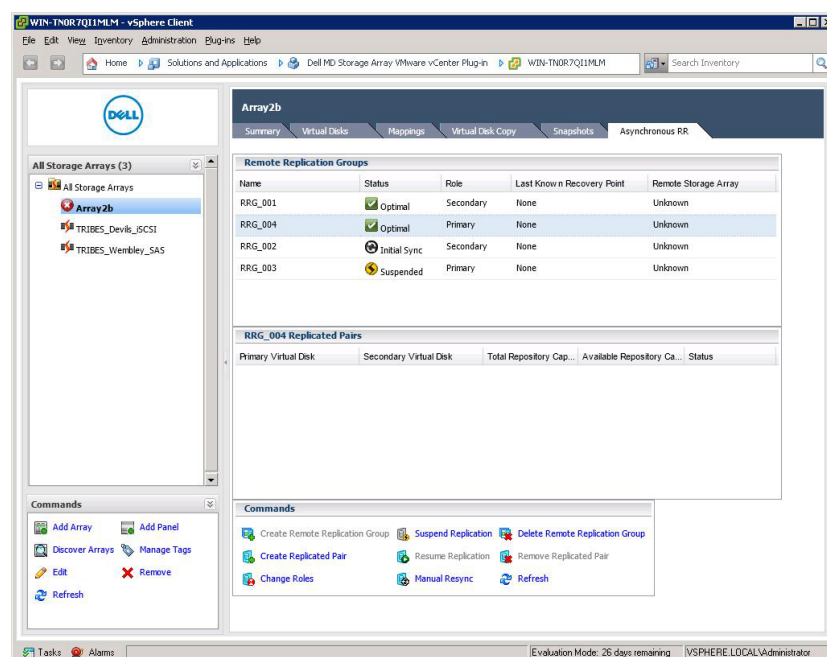 WIN-TN0R7QI1MLM - vSphere Client
File Edit View Inventory Administration Plug-ins Help
Home Solutions and Applications Dell MD Storage Array VMware vCenter Plug-in WIN-TN0R7QI1MLM Search Inventory
DELL
Array2b
Summary Virtual Disks Mappings Virtual Disk Copy Snapshots Asynchronous RR
All Storage Arrays (3)
All Storage Arrays
Array2b
TRIBES_Devils_iSCSI
TRIBES_Wembley_SAS
Remote Replication Groups
Name Status Role Last Known Recovery Point Remote Storage Array
RRG_001 Optimal Secondary None Unknown
RRG_004 Optimal Primary None Unknown
RRG_002 Initial Sync Secondary None Unknown
RRG_003 Suspended Primary None Unknown
RRG_004 Replicated Pairs
Primary Virtual Disk Secondary Virtual Disk Total Repository Cap... Available Repository Ca... Status
Commands
Add Array Add Panel
Discover Arrays Manage Tags
Edit Remove
Refresh
Commands
Create Remote Replication Group Suspend Replication Delete Remote Replication Group
Create Replicated Pair Resume Replication Remove Replicated Pair
Change Roles Manual Resync Refresh
Tasks Alarms Evaluation Mode: 26 days remaining VSPHERE.LOCAL\Administrator